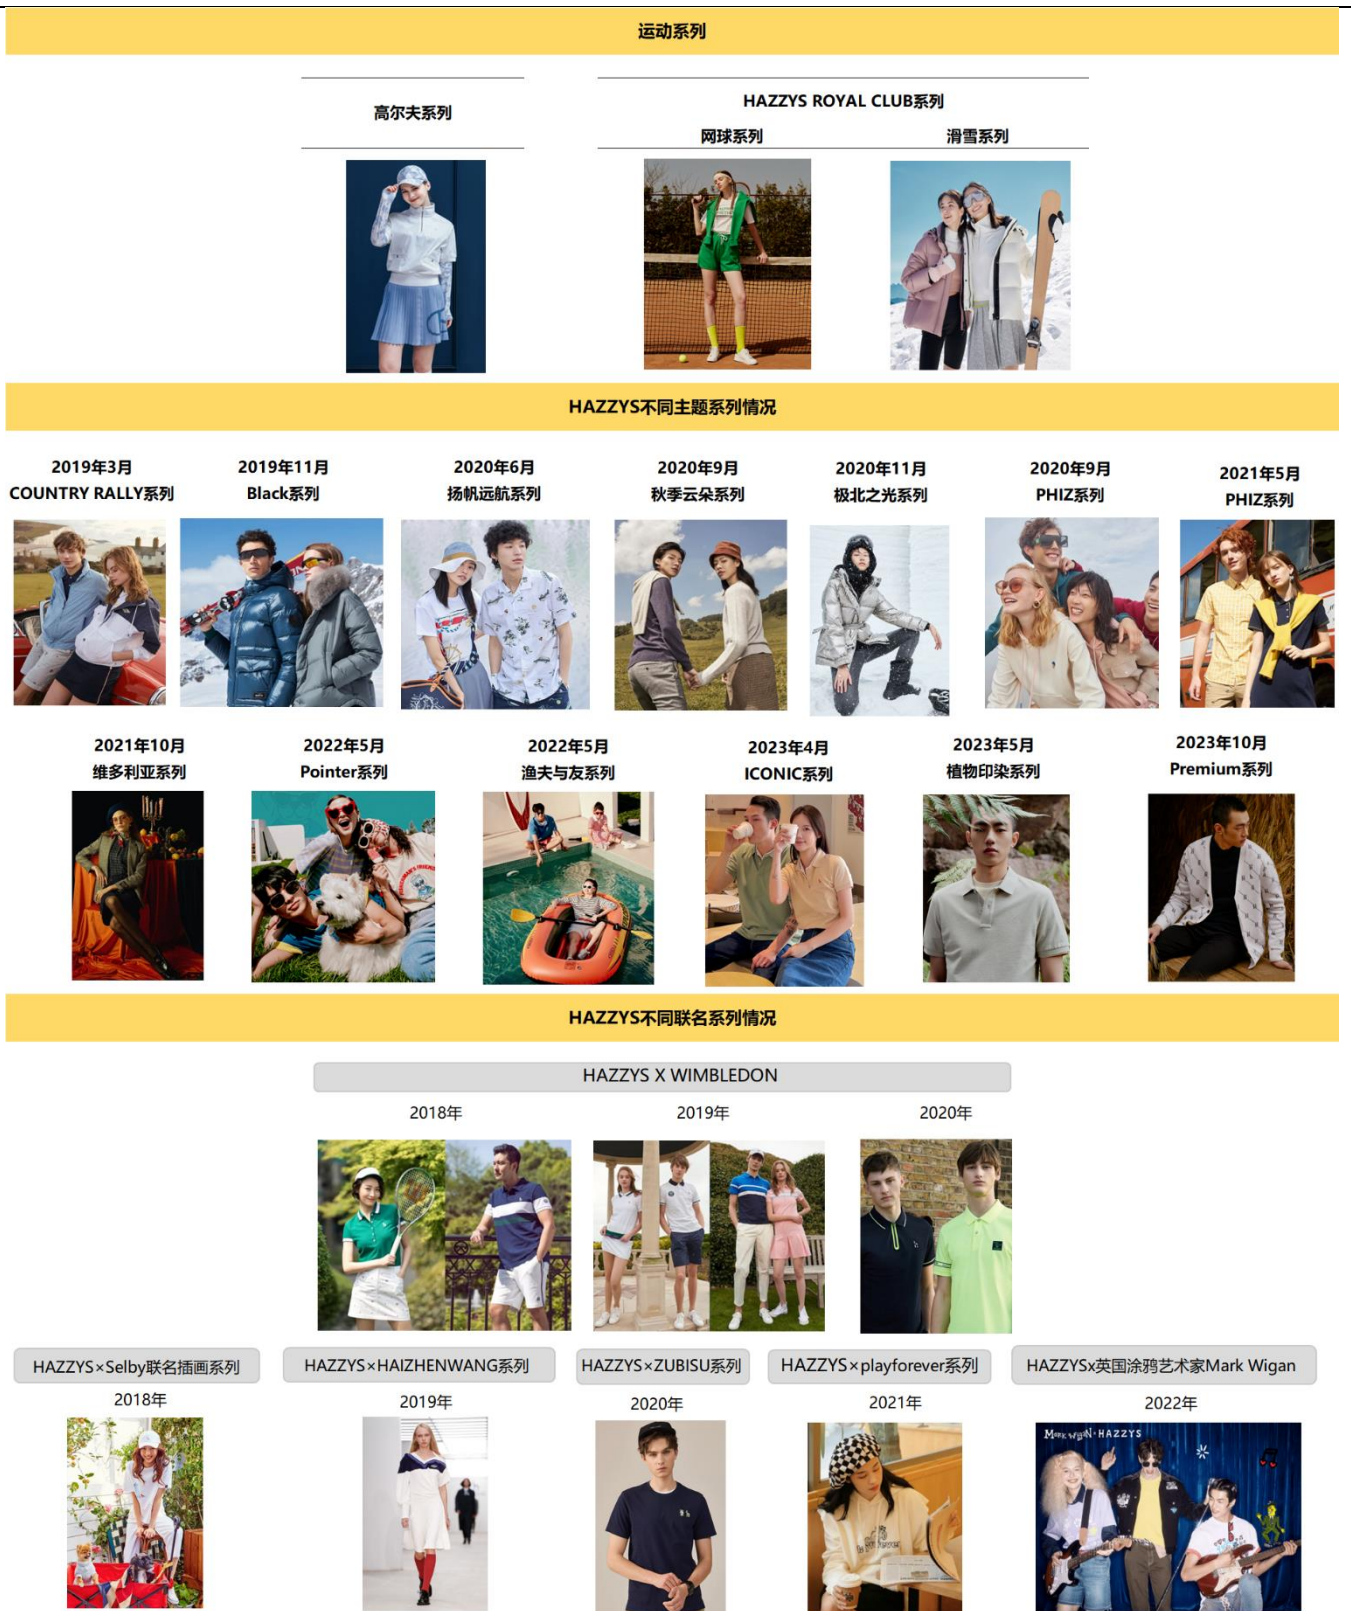 运动系列
高尔夫系列
HAZZYS ROYAL CLUB系列
网球系列
滑雪系列
HAZZYS不同主题系列情况
2019年3月
COUNTRY RALLY系列
2019年11月
Black系列
2020年6月
扬帆远航系列
2020年9月
秋季云朵系列
2020年11月
极北之光系列
2020年9月
PHIZ系列
2021年5月
PHIZ系列
2021年10月
维多利亚系列
2022年5月
Pointer系列
2022年5月
渔夫与友系列
2023年4月
ICONIC系列
2023年5月
植物印染系列
2023年10月
Premium系列
HAZZYS不同联名系列情况
HAZZYS X WIMBLEDON
2018年
2019年
2020年
HAZZYS×Selby联名插画系列
2018年
HAZZYS×HAIZHENWANG系列
2019年
HAZZYS×ZUBISU系列
2020年
HAZZYS×playforever系列
2021年
HAZZYSx英国涂鸦艺术家Mark Wigan
2022年
MARK WIGAN·HAZZYS